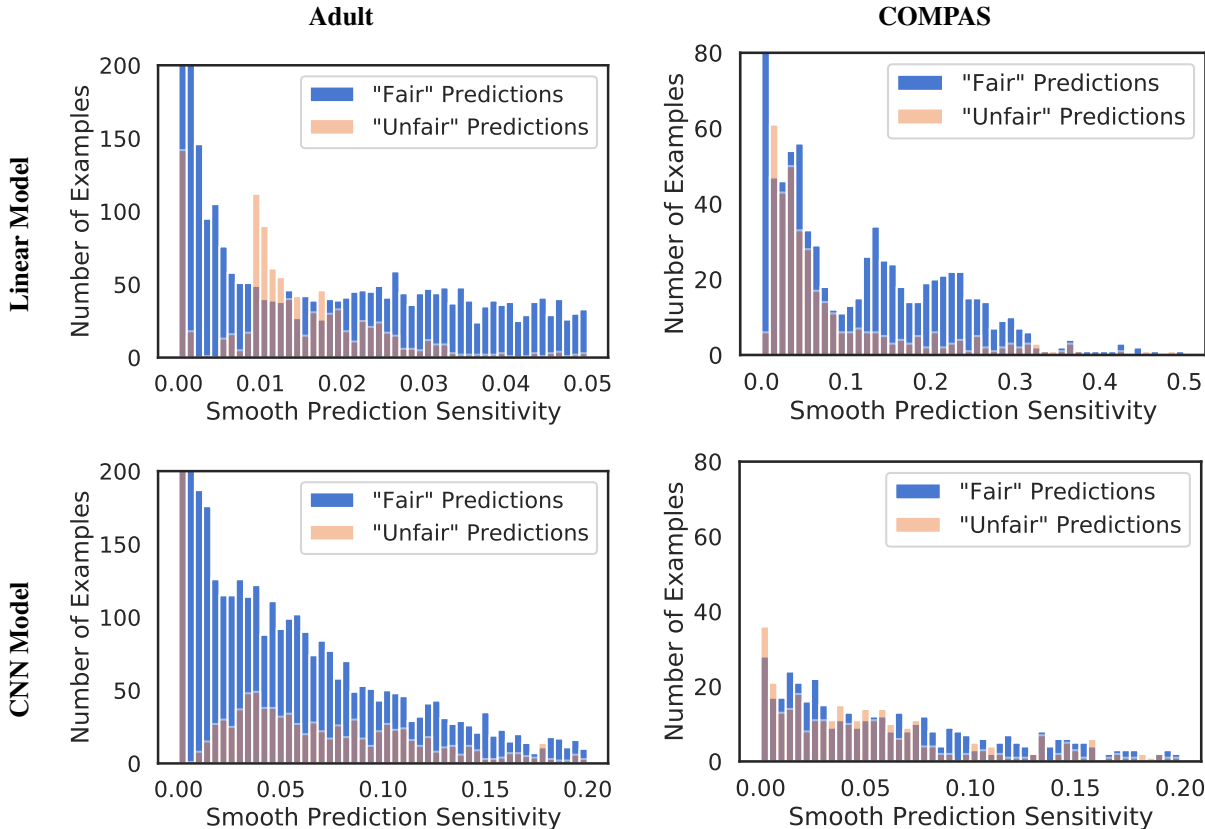 Adult
COMPAS
Linear Model
Number of Examples
200
150
100
50
0
"Fair" Predictions
"Unfair" Predictions
0.00 0.01 0.02 0.03 0.04 0.05
Smooth Prediction Sensitivity
Number of Examples
80
60
40
20
0
"Fair" Predictions
"Unfair" Predictions
0.0 0.1 0.2 0.3 0.4 0.5
Smooth Prediction Sensitivity
CNN Model
Number of Examples
200
150
100
50
0
"Fair" Predictions
"Unfair" Predictions
0.00 0.05 0.10 0.15 0.20
Smooth Prediction Sensitivity
Number of Examples
80
60
40
20
0
"Fair" Predictions
"Unfair" Predictions
0.00 0.05 0.10 0.15 0.20
Smooth Prediction Sensitivity